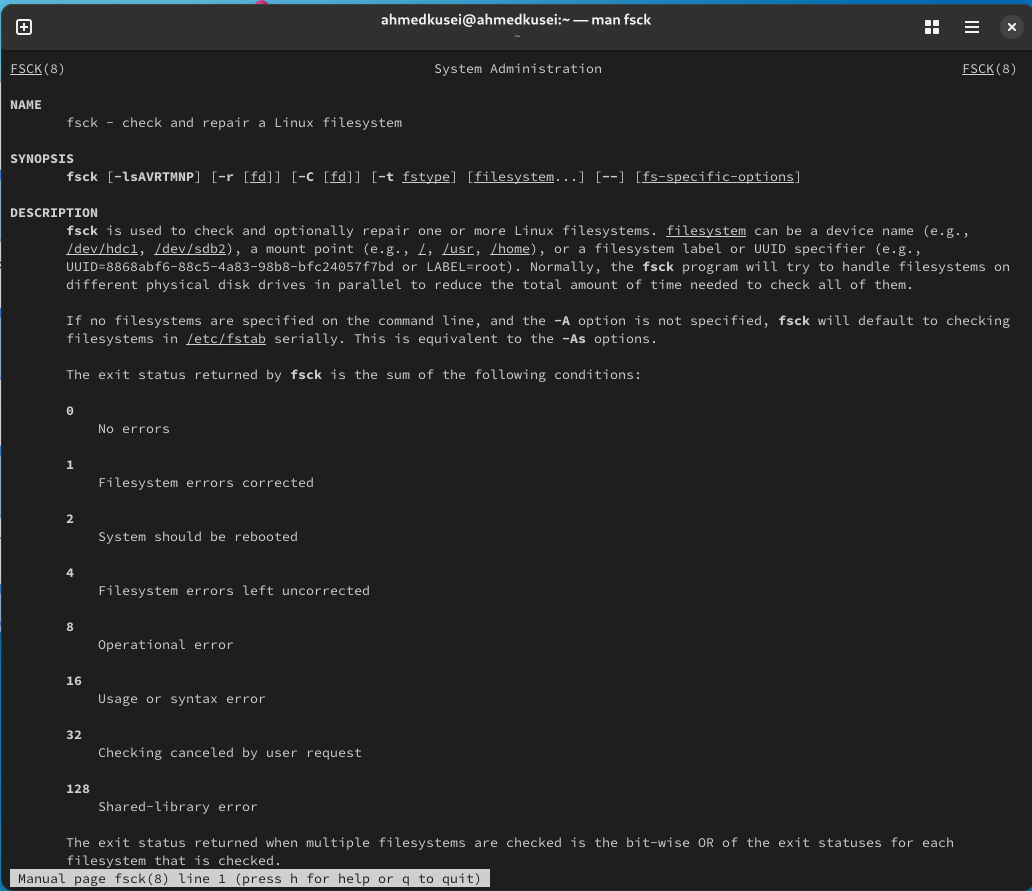 ahmedkusei@ahmedkusei:~ — man fsck
~
FSCK(8) System Administration FSCK(8)
NAME
fsck - check and repair a Linux filesystem
SYNOPSIS
fsck [-lsAVRTMNP] [-r [fd]] [-C [fd]] [-t fstype] [filesystem...] [--] [fs-specific-options]
DESCRIPTION
fsck is used to check and optionally repair one or more Linux filesystems. filesystem can be a device name (e.g.,
/dev/hdc1, /dev/sdb2), a mount point (e.g., /, /usr, /home), or a filesystem label or UUID specifier (e.g.,
UUID=8868abf6-88c5-4a83-98b8-bfc24057f7bd or LABEL=root). Normally, the fsck program will try to handle filesystems on
different physical disk drives in parallel to reduce the total amount of time needed to check all of them.
If no filesystems are specified on the command line, and the -A option is not specified, fsck will default to checking
filesystems in /etc/fstab serially. This is equivalent to the -As options.
The exit status returned by fsck is the sum of the following conditions:
0
No errors
1
Filesystem errors corrected
2
System should be rebooted
4
Filesystem errors left uncorrected
8
Operational error
16
Usage or syntax error
32
Checking canceled by user request
128
Shared-library error
The exit status returned when multiple filesystems are checked is the bit-wise OR of the exit statuses for each
filesystem that is checked.
Manual page fsck(8) line 1 (press h for help or q to quit)